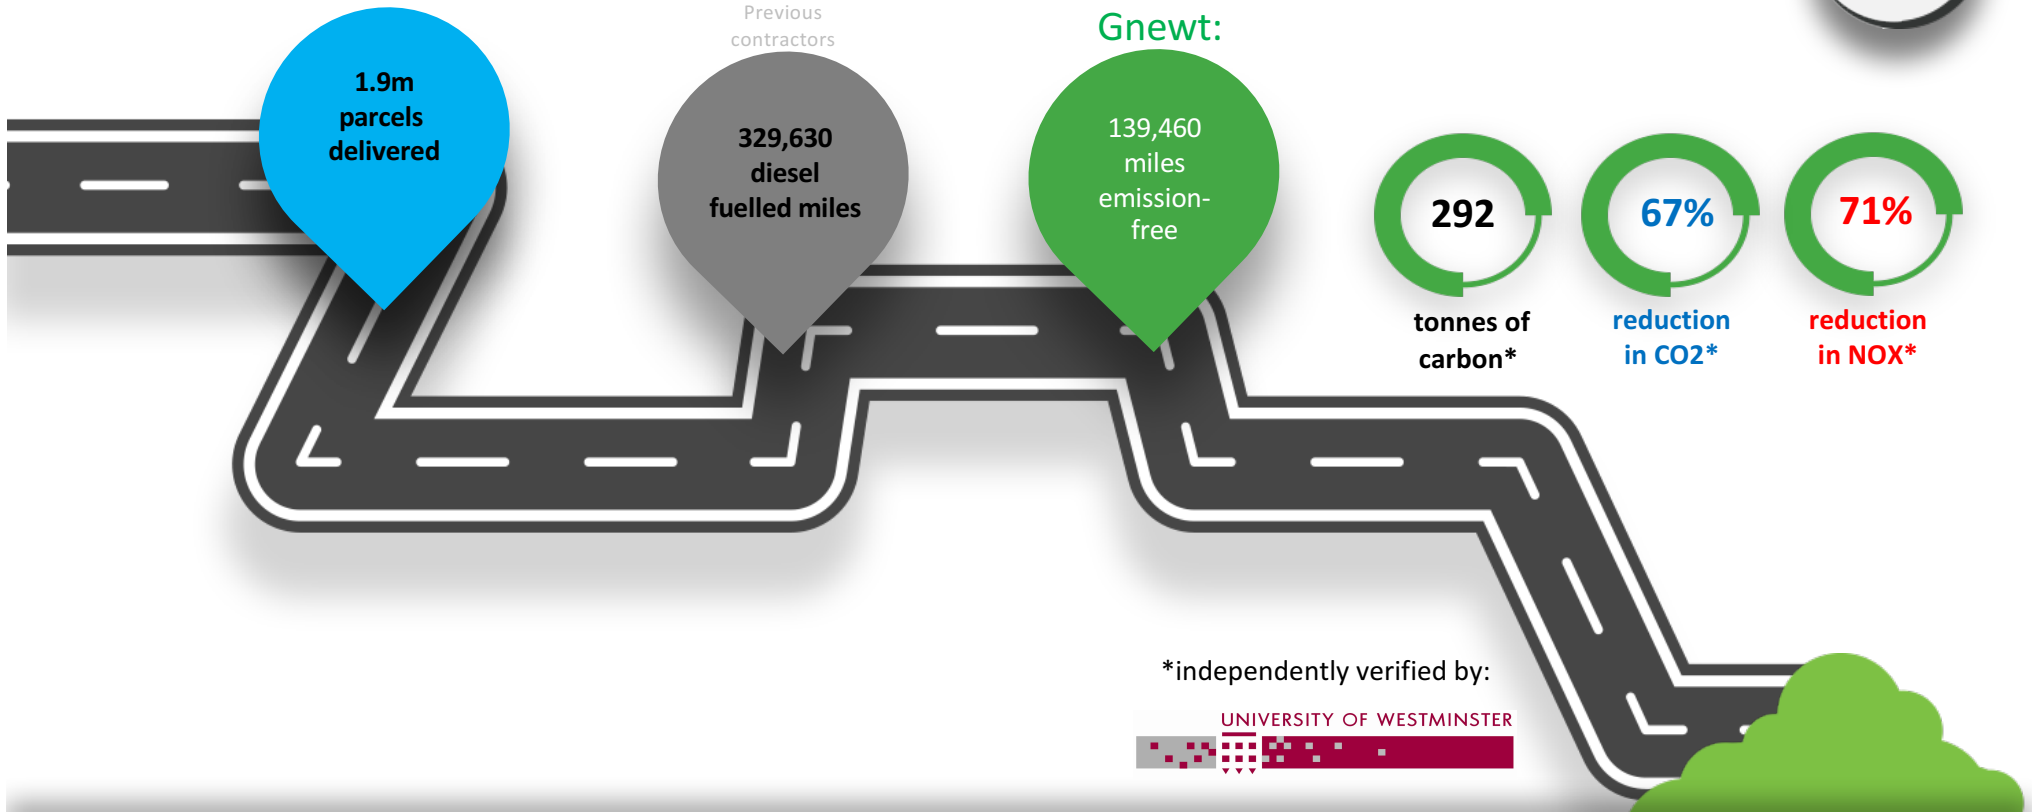 1.9m
parcels
delivered
Previous
contractors
329,630
diesel
fuelled miles
Gnewt:
139,460
miles
emission-
free
292
tonnes of
carbon*
67%
reduction
in CO2*
71%
reduction
in NOX*
*independently verified by:
UNIVERSITY OF WESTMINSTER